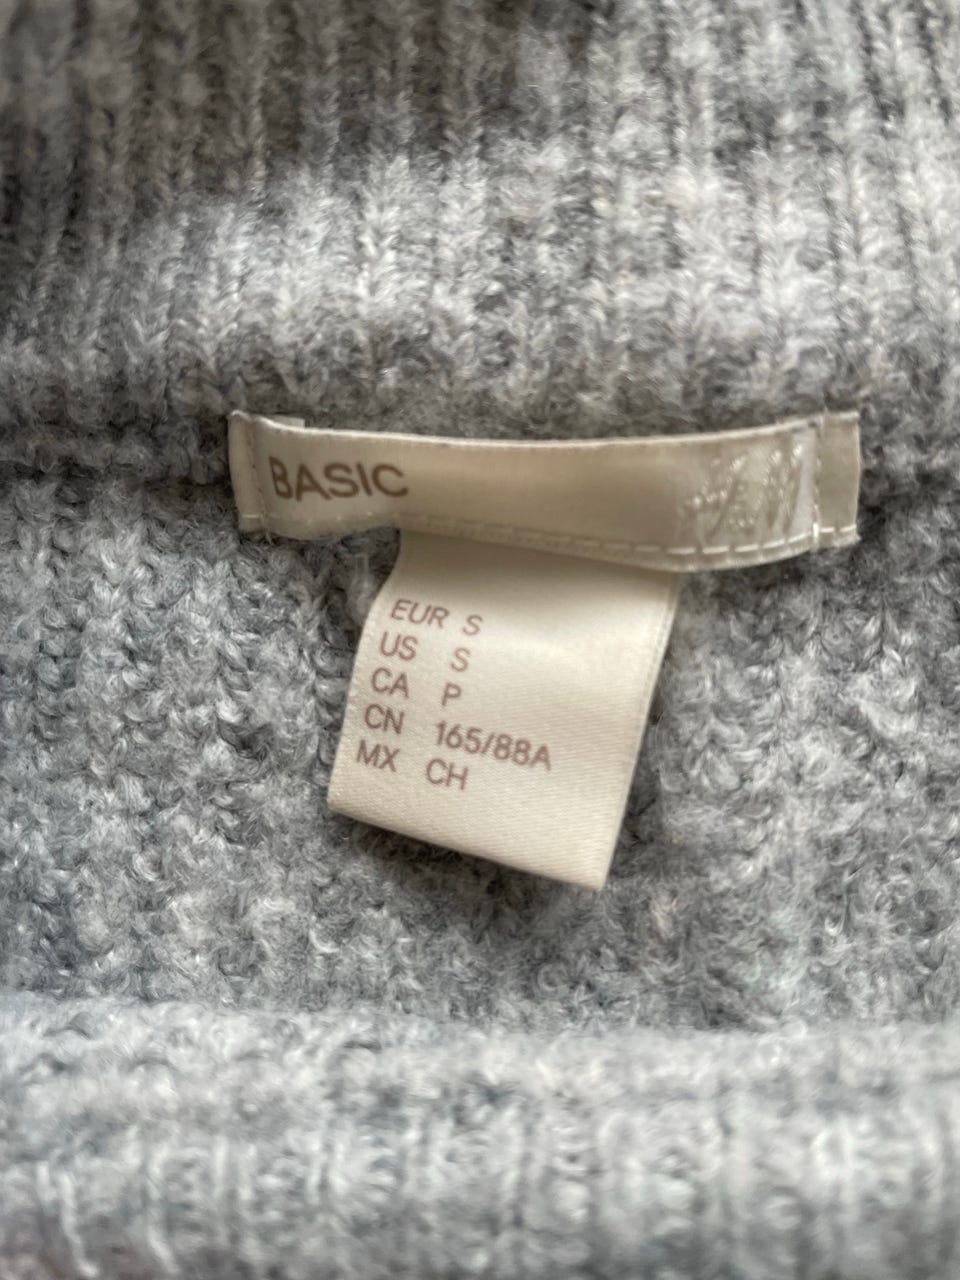 BASIC
EUR S
US S
CA P
CN 165/88A
MX CH